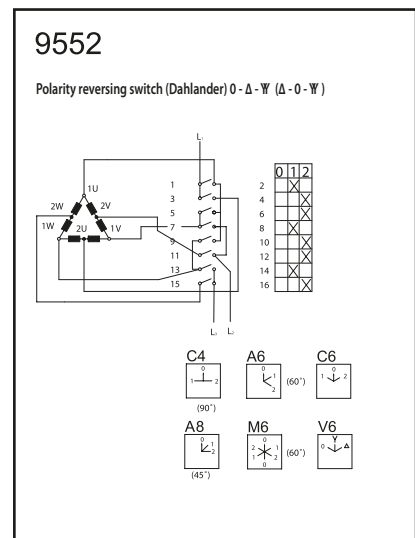 9552
Polarity reversing switch (Dahlander) 0 - Δ - YY (Δ - 0 - YY )
L₁
1U
2W 2V
1W 2U 1V
1
3
5
7
9
11
13
15
L₃ L₂
0 1 2
2 X
4 X
6 X
8 X
10 X
12 X
14 X
16 X
C4 A6 C6
0
1 2
(90˚)
0
1
2
(60˚)
0
1 2
A8 M6 V6
0
1
2
(45˚)
0
2 1
1 2
0
(60˚)
Y
0 Δ